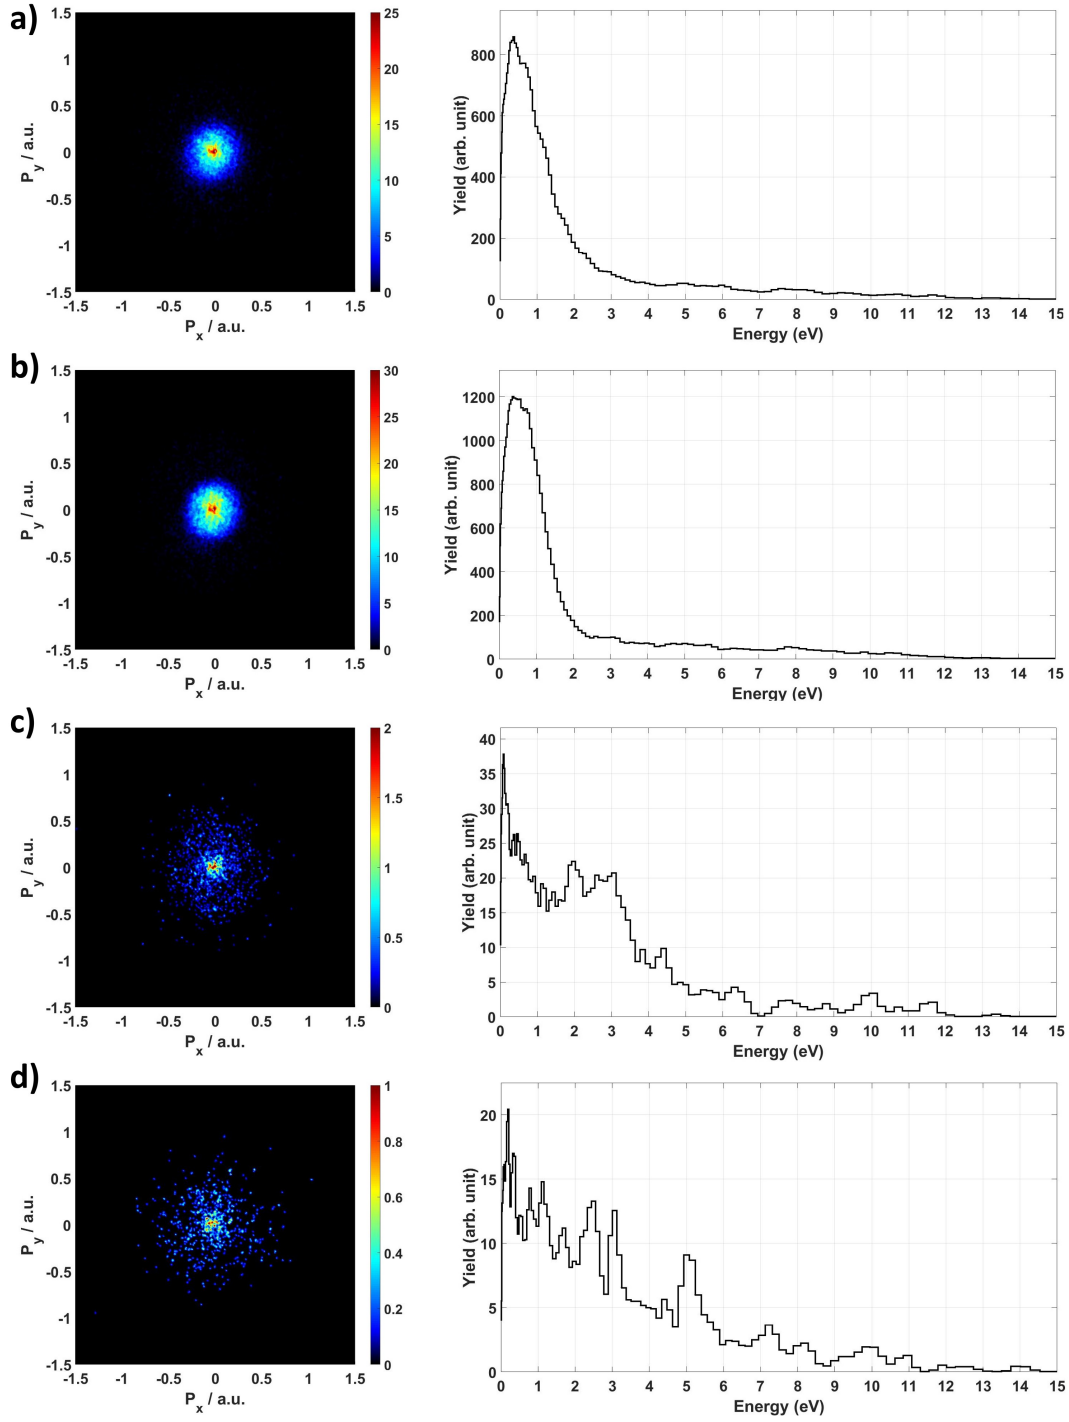 a)
1.5
1
0.5
0
-0.5
-1
-1.5
P_y / a.u.
-1.5 -1 -0.5 0 0.5 1 1.5
P_x / a.u.
25
20
15
10
5
0
800
600
400
200
0
Yield (arb. unit)
0 1 2 3 4 5 6 7 8 9 10 11 12 13 14 15
Energy (eV)
b)
1.5
1
0.5
0
-0.5
-1
-1.5
P_y / a.u.
-1.5 -1 -0.5 0 0.5 1 1.5
P_x / a.u.
30
25
20
15
10
5
0
1200
1000
800
600
400
200
0
Yield (arb. unit)
0 1 2 3 4 5 6 7 8 9 10 11 12 13 14 15
Energy (eV)
c)
1.5
1
0.5
0
-0.5
-1
-1.5
P_y / a.u.
-1.5 -1 -0.5 0 0.5 1 1.5
P_x / a.u.
2
1.5
1
0.5
0
40
35
30
25
20
15
10
5
0
Yield (arb. unit)
0 1 2 3 4 5 6 7 8 9 10 11 12 13 14 15
Energy (eV)
d)
1.5
1
0.5
0
-0.5
-1
-1.5
P_y / a.u.
-1.5 -1 -0.5 0 0.5 1 1.5
P_x / a.u.
1
0.8
0.6
0.4
0.2
0
20
15
10
5
0
Yield (arb. unit)
0 1 2 3 4 5 6 7 8 9 10 11 12 13 14 15
Energy (eV)